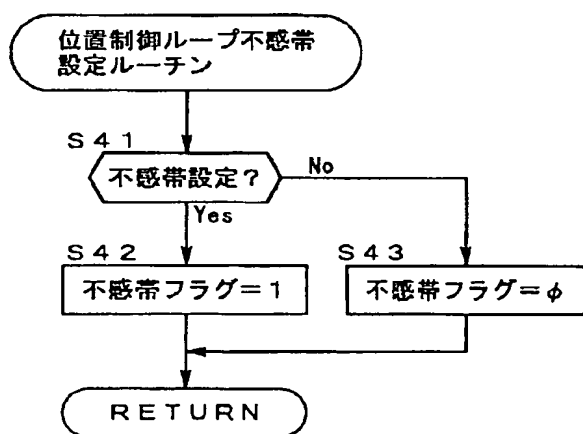 位置制御ループ不感帯
設定ルーチン
S41
不感帯設定?
No
Yes
S42
S43
不感帯フラグ=1
不感帯フラグ=φ
RETURN